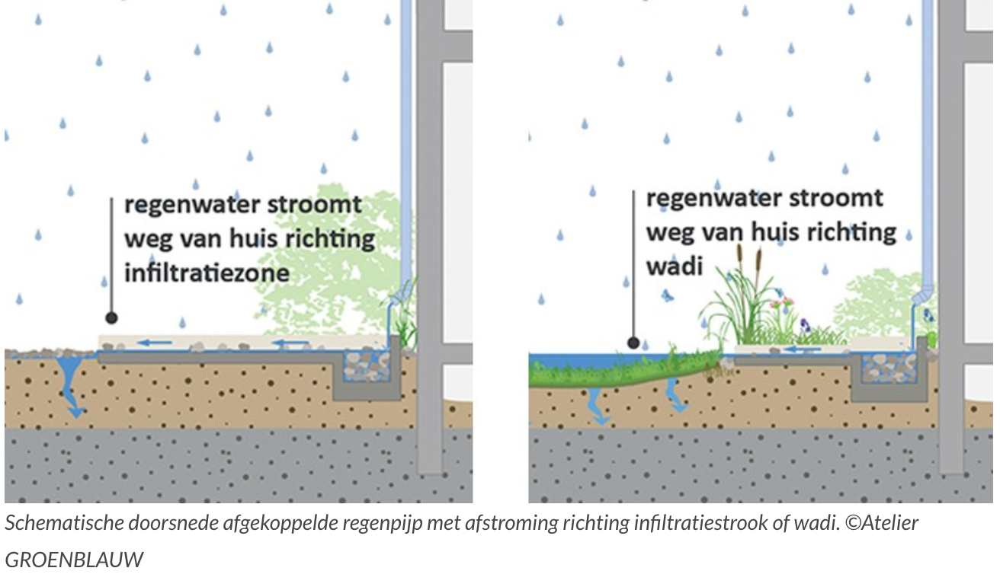 regenwater stroomt
weg van huis richting
infiltratiezone
regenwater stroomt
weg van huis richting
wadi
Schematische doorsnede afgekoppelde regenpijp met afstroming richting infiltratiestrook of wadi. ©Atelier
GROENBLAUW